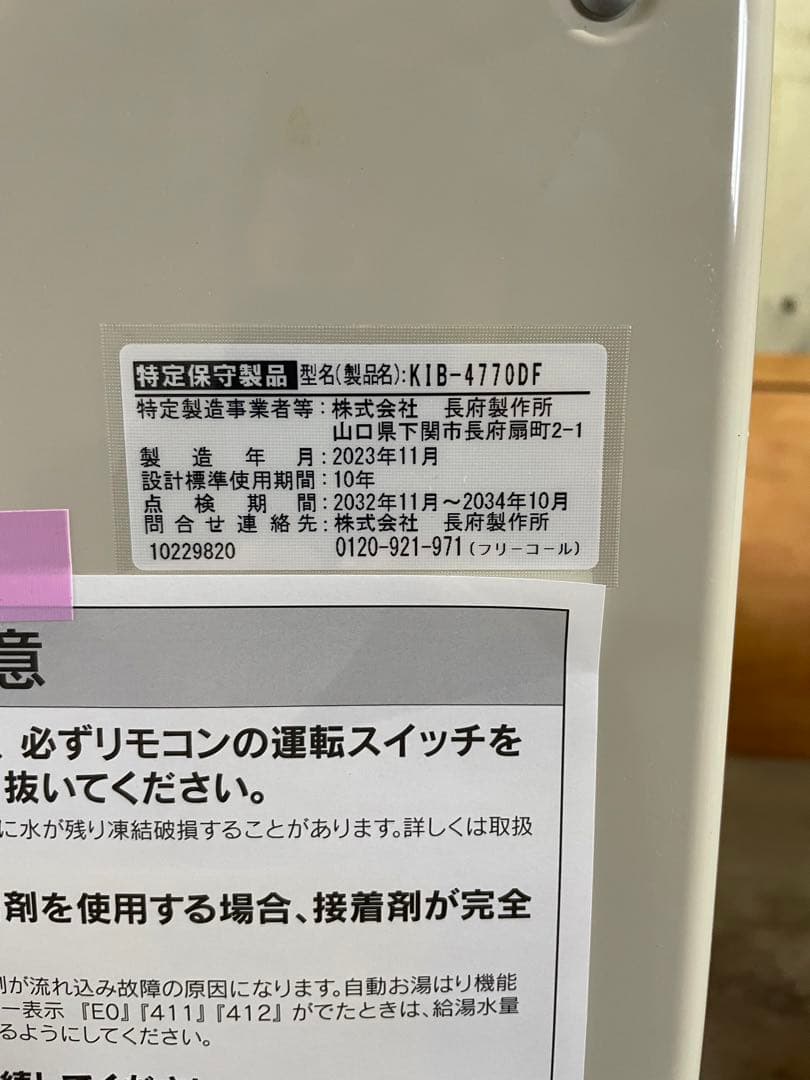 特定保守製品 型名(製品名):KIB-4770DF
特定製造事業者等:株式会社 長府製作所
山口県下関市長府扇町2-1
製造年月:2023年11月
設計標準使用期間:10年
点検期間:2032年11月～2034年10月
問合せ連絡先:株式会社 長府製作所
10229820 0120-921-971(フリーコール)
意
、必ずリモコンの運転スイッチを
抜いてください。
に水が残り凍結破損することがあります。詳しくは取扱
剤を使用する場合、接着剤が完全
が流れ込み故障の原因になります。自動お湯はり機能
ー表示『E0』『411』『412』がでたときは、給湯水量
るようにしてください。